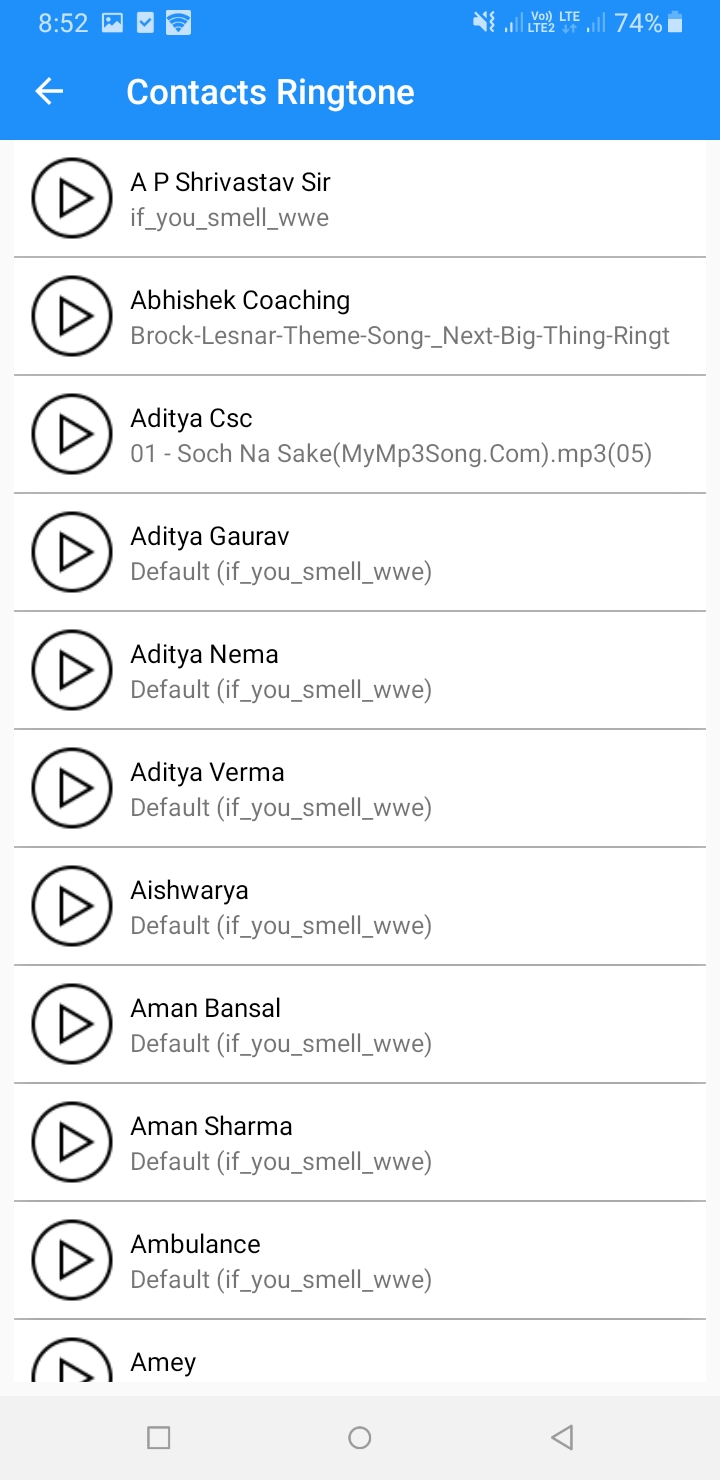 8:52
Vo)) LTE
LTE2
74%
Contacts Ringtone
A P Shrivastav Sir
if_you_smell_wwe
Abhishek Coaching
Brock-Lesnar-Theme-Song-_Next-Big-Thing-Ringt
Aditya Csc
01 - Soch Na Sake(MyMp3Song.Com).mp3(05)
Aditya Gaurav
Default (if_you_smell_wwe)
Aditya Nema
Default (if_you_smell_wwe)
Aditya Verma
Default (if_you_smell_wwe)
Aishwarya
Default (if_you_smell_wwe)
Aman Bansal
Default (if_you_smell_wwe)
Aman Sharma
Default (if_you_smell_wwe)
Ambulance
Default (if_you_smell_wwe)
Amey